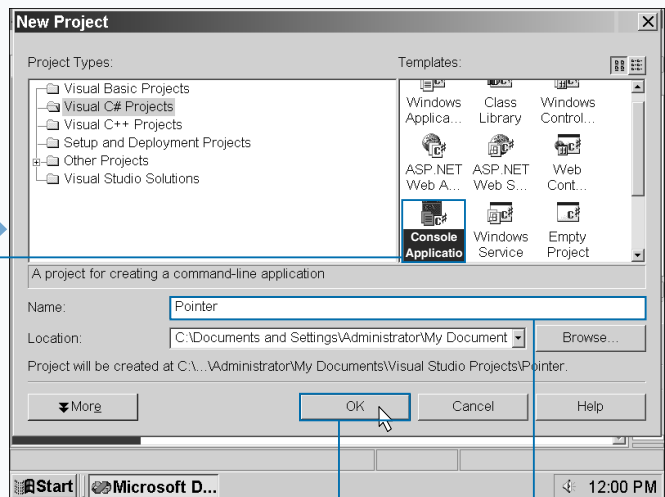 New Project
Project Types:
Templates:
Visual Basic Projects
Visual C# Projects
Visual C++ Projects
Setup and Deployment Projects
Other Projects
Visual Studio Solutions
Windows Applica...
Class Library
Windows Control...
ASP.NET Web A...
ASP.NET Web S...
Web Cont...
Console Applicatio
Windows Service
Empty Project
A project for creating a command-line application
Name:
Pointer
Location:
C:\Documents and Settings\Administrator\My Document
Browse...
Project will be created at C:\...\Administrator\My Documents\Visual Studio Projects\Pointer.
More
OK
Cancel
Help
Start
Microsoft D...
12:00 PM